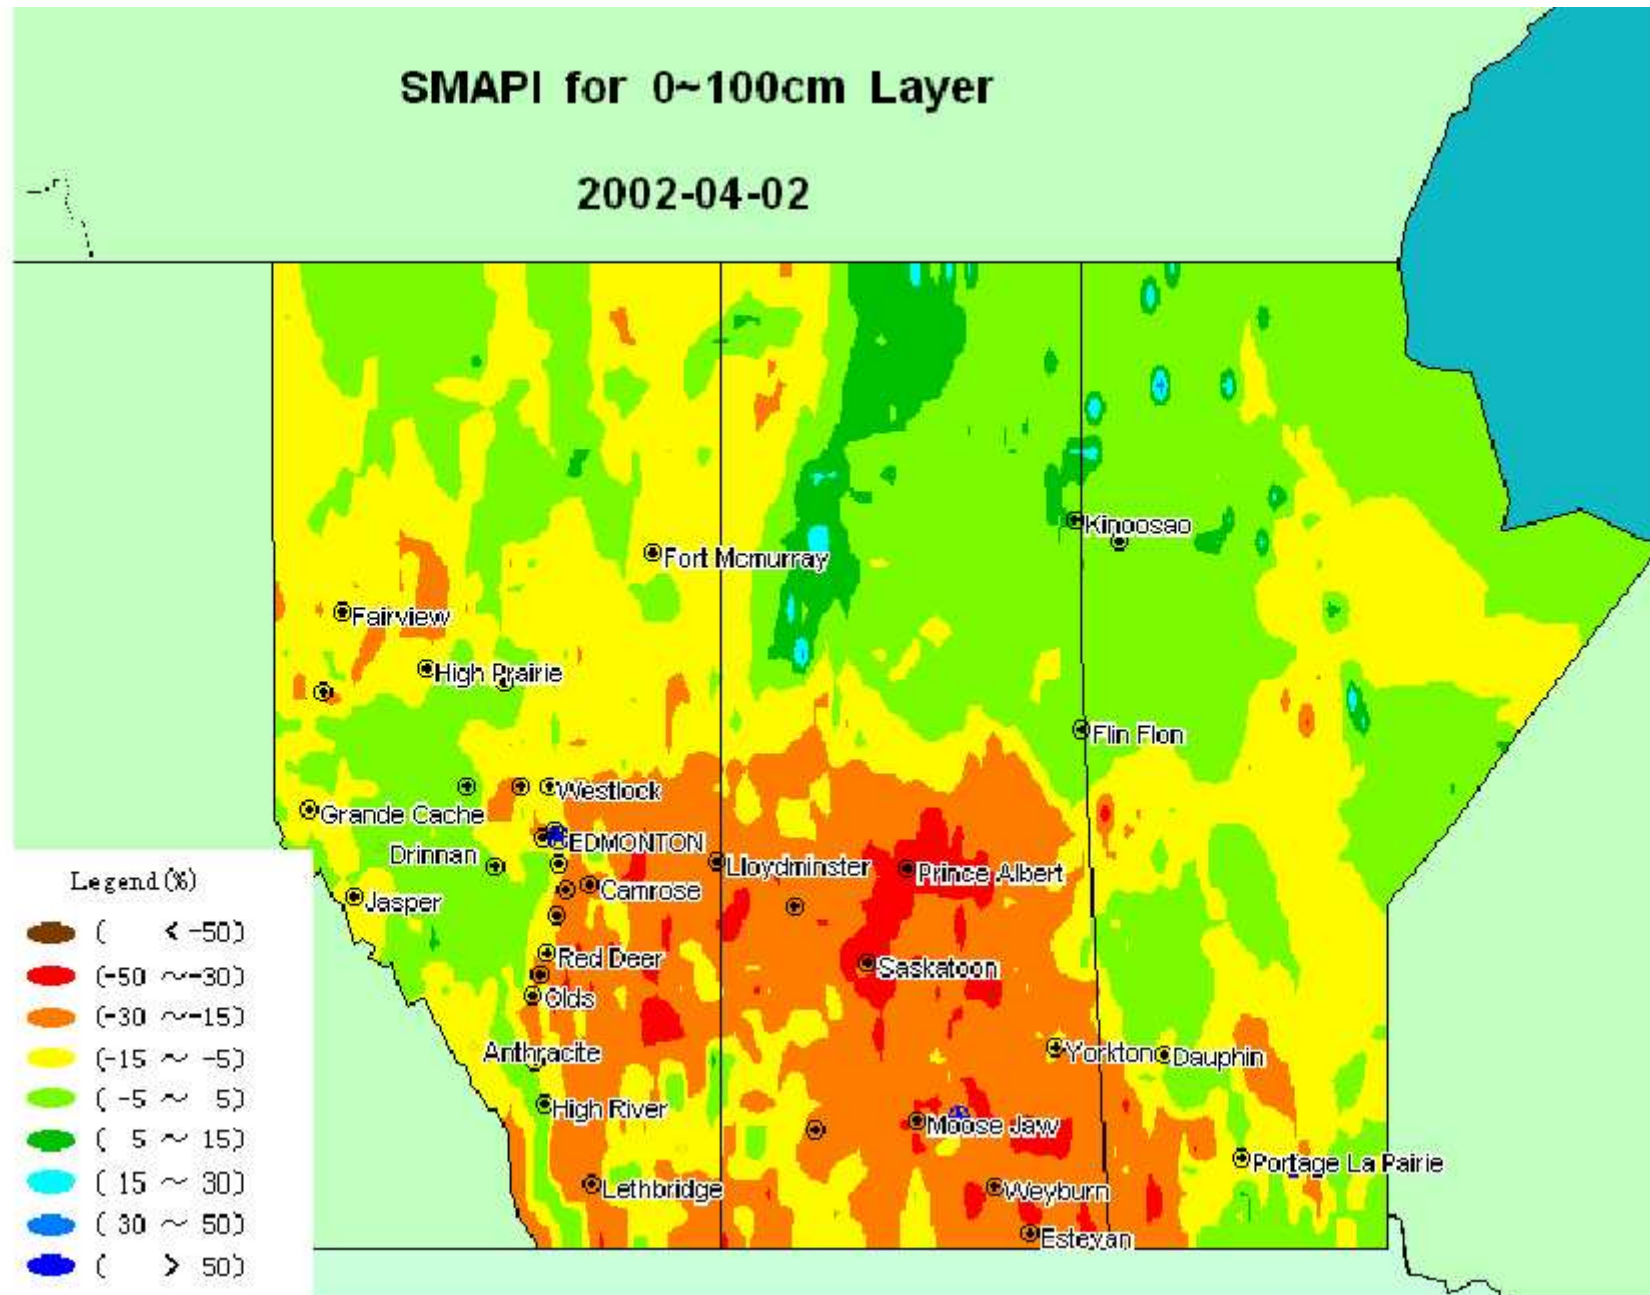 SMAPI for 0~100cm Layer
2002-04-02
Kinoosao
Fort Mcmurray
Fairview
High Prairie
Flin Flon
Westlock
Grande Cache
EDMONTON
Drinnan
Lloydminster
Prince Albert
Camrose
Jasper
Red Deer
Saskatoon
Olds
Anthracite
Yorkton
Dauphin
High River
Moose Jaw
Portage La Pairie
Lethbridge
Weyburn
Estevan
Legend(%)
( < -50)
(-50 ~-30)
(-30 ~-15)
(-15 ~ -5)
( -5 ~ 5)
( 5 ~ 15)
( 15 ~ 30)
( 30 ~ 50)
( > 50)